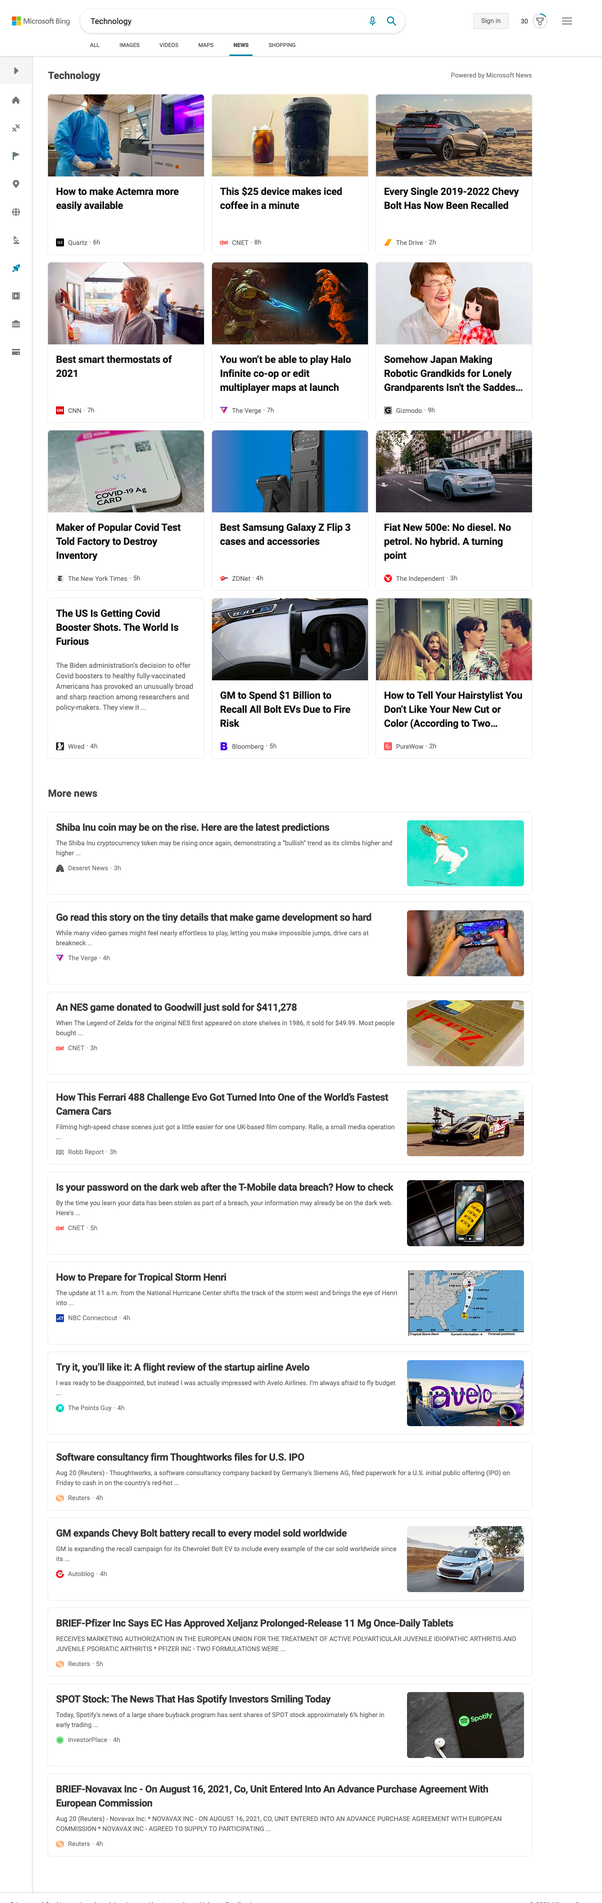 Microsoft Bing
Technology
Sign in
30
ALL IMAGES VIDEOS MAPS NEWS SHOPPING
Technology
Powered by Microsoft News
How to make Actemra more
easily available
Quartz · 6h
This $25 device makes iced
coffee in a minute
CNET · 8h
Every Single 2019-2022 Chevy
Bolt Has Now Been Recalled
The Drive · 2h
Best smart thermostats of
2021
CNN · 7h
You won't be able to play Halo
Infinite co-op or edit
multiplayer maps at launch
The Verge · 7h
Somehow Japan Making
Robotic Grandkids for Lonely
Grandparents Isn't the Saddes...
Gizmodo · 9h
COVID-19 Ag
CARD
Maker of Popular Covid Test
Told Factory to Destroy
Inventory
The New York Times · 5h
Best Samsung Galaxy Z Flip 3
cases and accessories
ZDNet · 4h
Fiat New 500e: No diesel. No
petrol. No hybrid. A turning
point
The Independent · 3h
The US Is Getting Covid
Booster Shots. The World Is
Furious
The Biden administration's decision to offer
Covid boosters to healthy fully-vaccinated
Americans has provoked an unusually broad
and sharp reaction among researchers and
policy-makers. They view it ...
Wired · 4h
GM to Spend $1 Billion to
Recall All Bolt EVs Due to Fire
Risk
Bloomberg · 5h
How to Tell Your Hairstylist You
Don't Like Your New Cut or
Color (According to Two...
PureWow · 2h
More news
Shiba Inu coin may be on the rise. Here are the latest predictions
The Shiba Inu cryptocurrency token may be rising once again, demonstrating a "bullish" trend as its climbs higher and
higher ...
Deseret News · 3h
Go read this story on the tiny details that make game development so hard
While many video games might feel nearly effortless to play, letting you make impossible jumps, drive cars at
breakneck ...
The Verge · 4h
An NES game donated to Goodwill just sold for $411,278
When The Legend of Zelda for the original NES first appeared on store shelves in 1986, it sold for $49.99. Most people
bought ...
CNET · 3h
How This Ferrari 488 Challenge Evo Got Turned Into One of the World's Fastest
Camera Cars
Filming high-speed chase scenes just got a little easier for one UK-based film company. Ralle, a small media operation
...
Robb Report · 3h
Is your password on the dark web after the T-Mobile data breach? How to check
By the time you learn your data has been stolen as part of a breach, your information may already be on the dark web.
Here's ...
CNET · 5h
How to Prepare for Tropical Storm Henri
The update at 11 a.m. from the National Hurricane Center shifts the track of the storm west and brings the eye of Henri
into ...
NBC Connecticut · 4h
Try it, you'll like it: A flight review of the startup airline Avelo
I was ready to be disappointed, but instead I was actually impressed with Avelo Airlines. I'm always afraid to fly budget
...
The Points Guy · 4h
avelo
Software consultancy firm Thoughtworks files for U.S. IPO
Aug 20 (Reuters) - Thoughtworks, a software consultancy company backed by Germany's Siemens AG, filed paperwork for a U.S. initial public offering (IPO) on
Friday to cash in on the country's red-hot ...
Reuters · 4h
GM expands Chevy Bolt battery recall to every model sold worldwide
GM is expanding the recall campaign for its Chevrolet Bolt EV to include every example of the car sold worldwide since
its ...
Autoblog · 4h
BRIEF-Pfizer Inc Says EC Has Approved Xeljanz Prolonged-Release 11 Mg Once-Daily Tablets
RECEIVES MARKETING AUTHORIZATION IN THE EUROPEAN UNION FOR THE TREATMENT OF ACTIVE POLYARTICULAR JUVENILE IDIOPATHIC ARTHRITIS AND
JUVENILE PSORIATIC ARTHRITIS * PFIZER INC - TWO FORMULATIONS WERE ...
Reuters · 5h
SPOT Stock: The News That Has Spotify Investors Smiling Today
Today, Spotify's news of a large share buyback program has sent shares of SPOT stock approximately 6% higher in
early trading ...
InvestorPlace · 4h
Spotify
BRIEF-Novavax Inc - On August 16, 2021, Co, Unit Entered Into An Advance Purchase Agreement With
European Commission
Aug 20 (Reuters) - Novavax Inc: * NOVAVAX INC - ON AUGUST 16, 2021, CO, UNIT ENTERED INTO AN ADVANCE PURCHASE AGREEMENT WITH EUROPEAN
COMMISSION * NOVAVAX INC - AGREED TO SUPPLY TO PARTICIPATING ...
Reuters · 4h